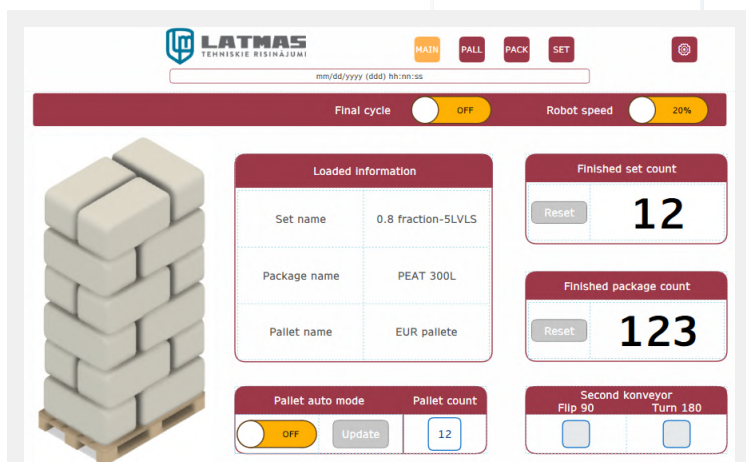 LATMAS
TEHNISKIE RISINĀJUMI
MAIN PALL PACK SET
mm/dd/yyyy (ddd) hh:nn:ss
Final cycle OFF Robot speed 20%
Loaded information
Set name 0.8 fraction-5LVLS
Package name PEAT 300L
Pallet name EUR pallete
Finished set count
Reset 12
Finished package count
Reset 123
Pallet auto mode Pallet count
OFF Update 12
Second konveyor
Flip 90 Turn 180